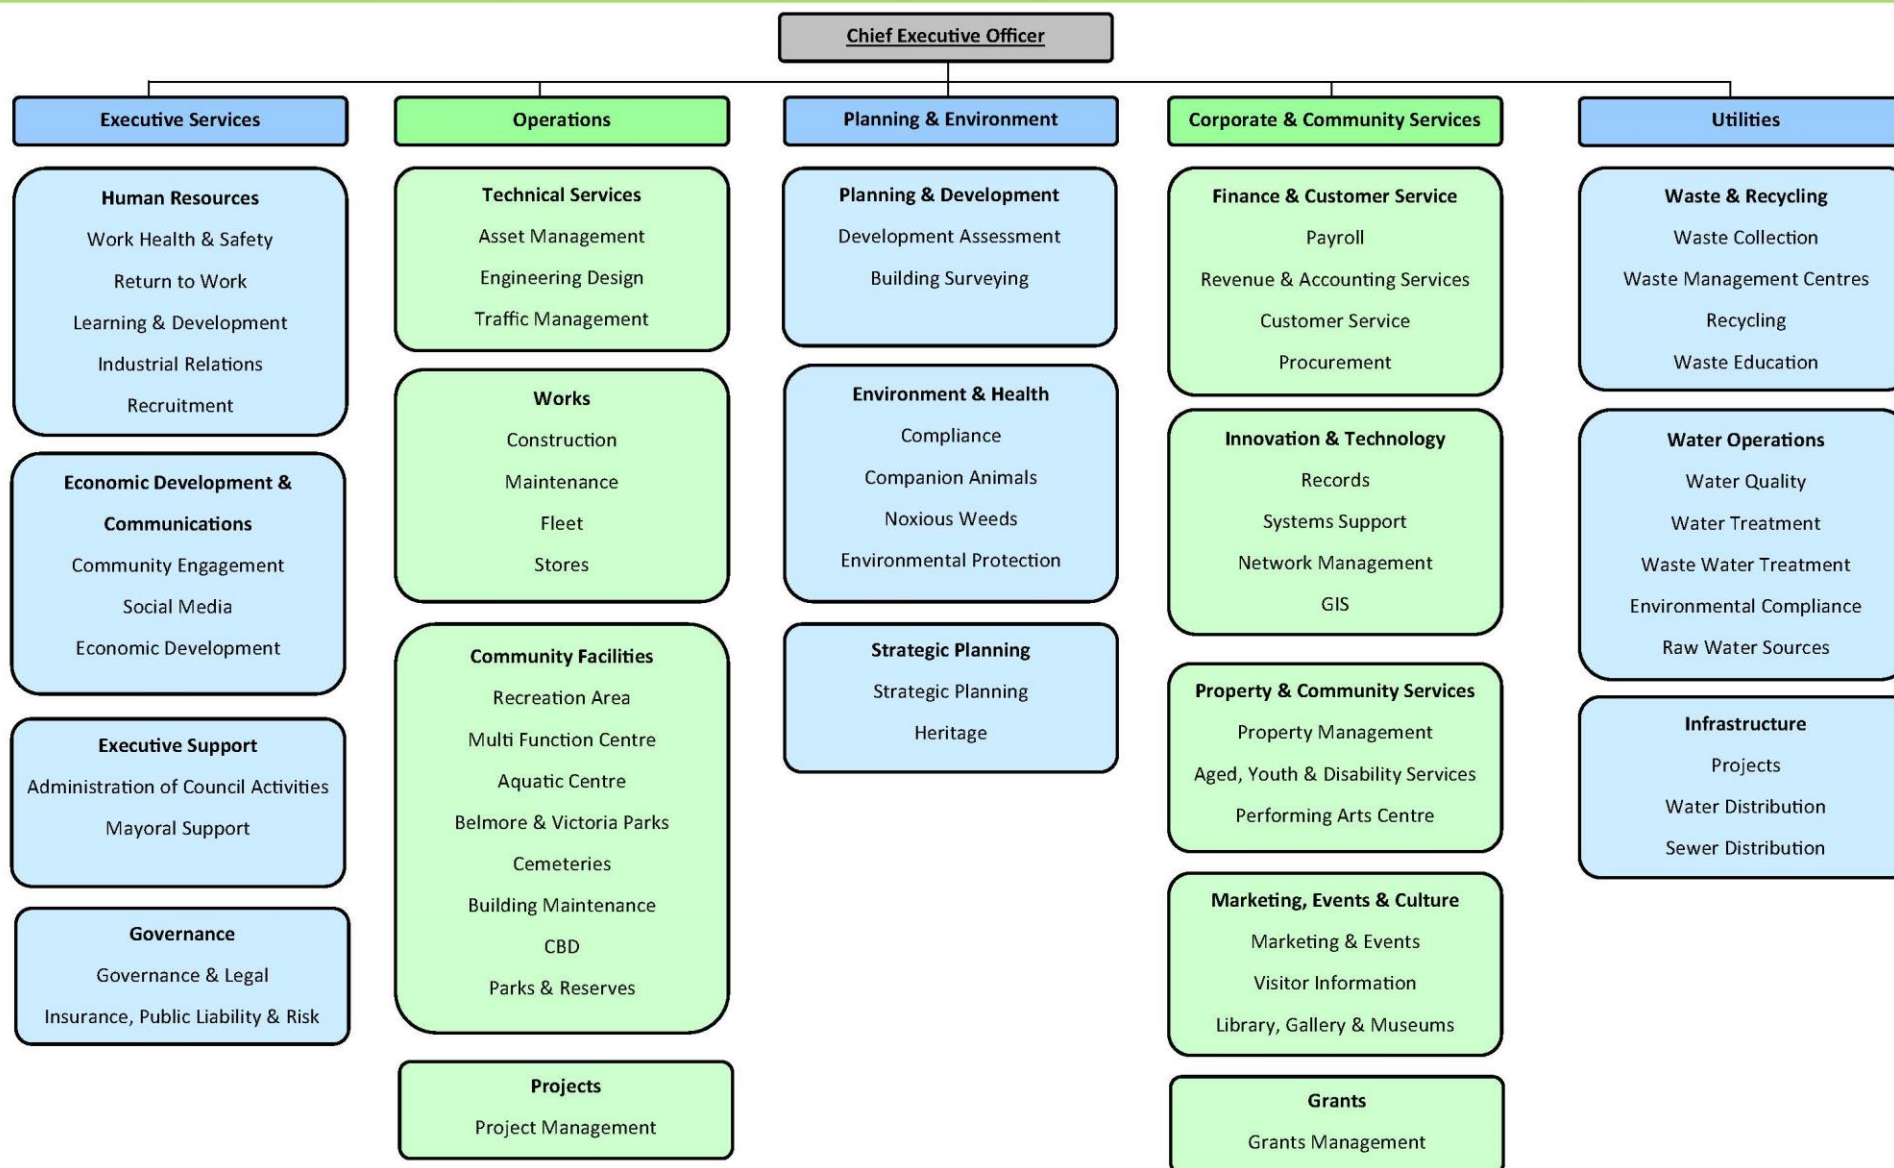 Chief Executive Officer
Executive Services
Human Resources
Work Health & Safety
Return to Work
Learning & Development
Industrial Relations
Recruitment
Economic Development &
Communications
Community Engagement
Social Media
Economic Development
Executive Support
Administration of Council Activities
Mayoral Support
Governance
Governance & Legal
Insurance, Public Liability & Risk
Operations
Technical Services
Asset Management
Engineering Design
Traffic Management
Works
Construction
Maintenance
Fleet
Stores
Community Facilities
Recreation Area
Multi Function Centre
Aquatic Centre
Belmore & Victoria Parks
Cemeteries
Building Maintenance
CBD
Parks & Reserves
Projects
Project Management
Planning & Environment
Planning & Development
Development Assessment
Building Surveying
Environment & Health
Compliance
Companion Animals
Noxious Weeds
Environmental Protection
Strategic Planning
Strategic Planning
Heritage
Corporate & Community Services
Finance & Customer Service
Payroll
Revenue & Accounting Services
Customer Service
Procurement
Innovation & Technology
Records
Systems Support
Network Management
GIS
Property & Community Services
Property Management
Aged, Youth & Disability Services
Performing Arts Centre
Marketing, Events & Culture
Marketing & Events
Visitor Information
Library, Gallery & Museums
Grants
Grants Management
Utilities
Waste & Recycling
Waste Collection
Waste Management Centres
Recycling
Waste Education
Water Operations
Water Quality
Water Treatment
Waste Water Treatment
Environmental Compliance
Raw Water Sources
Infrastructure
Projects
Water Distribution
Sewer Distribution